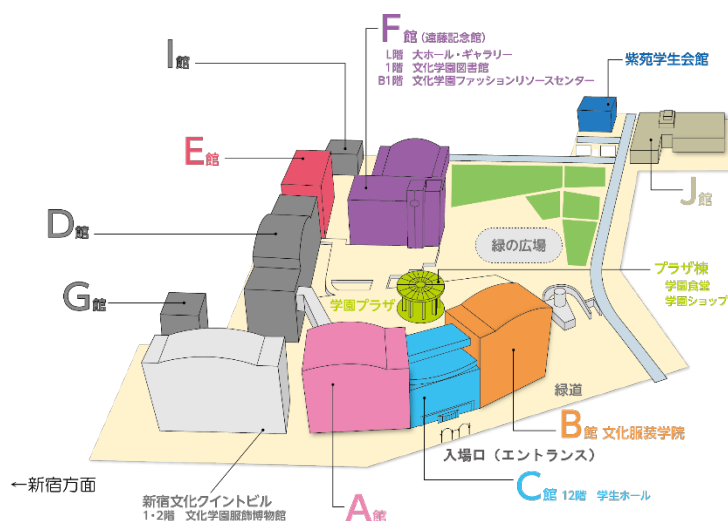 F館 (遠藤記念館)
L階 大ホール・ギャラリー
1階 文化学園図書館
B1階 文化学園ファッションリソースセンター
I館
紫苑学生会館
E館
J館
D館
緑の広場
G館
学園プラザ
プラザ棟
学園食堂
学園ショップ
緑道
B館 文化服装学院
入場口（エントランス）
←新宿方面
新宿文化クイントビル
1・2階 文化学園服飾博物館
A館
C館 12階 学生ホール